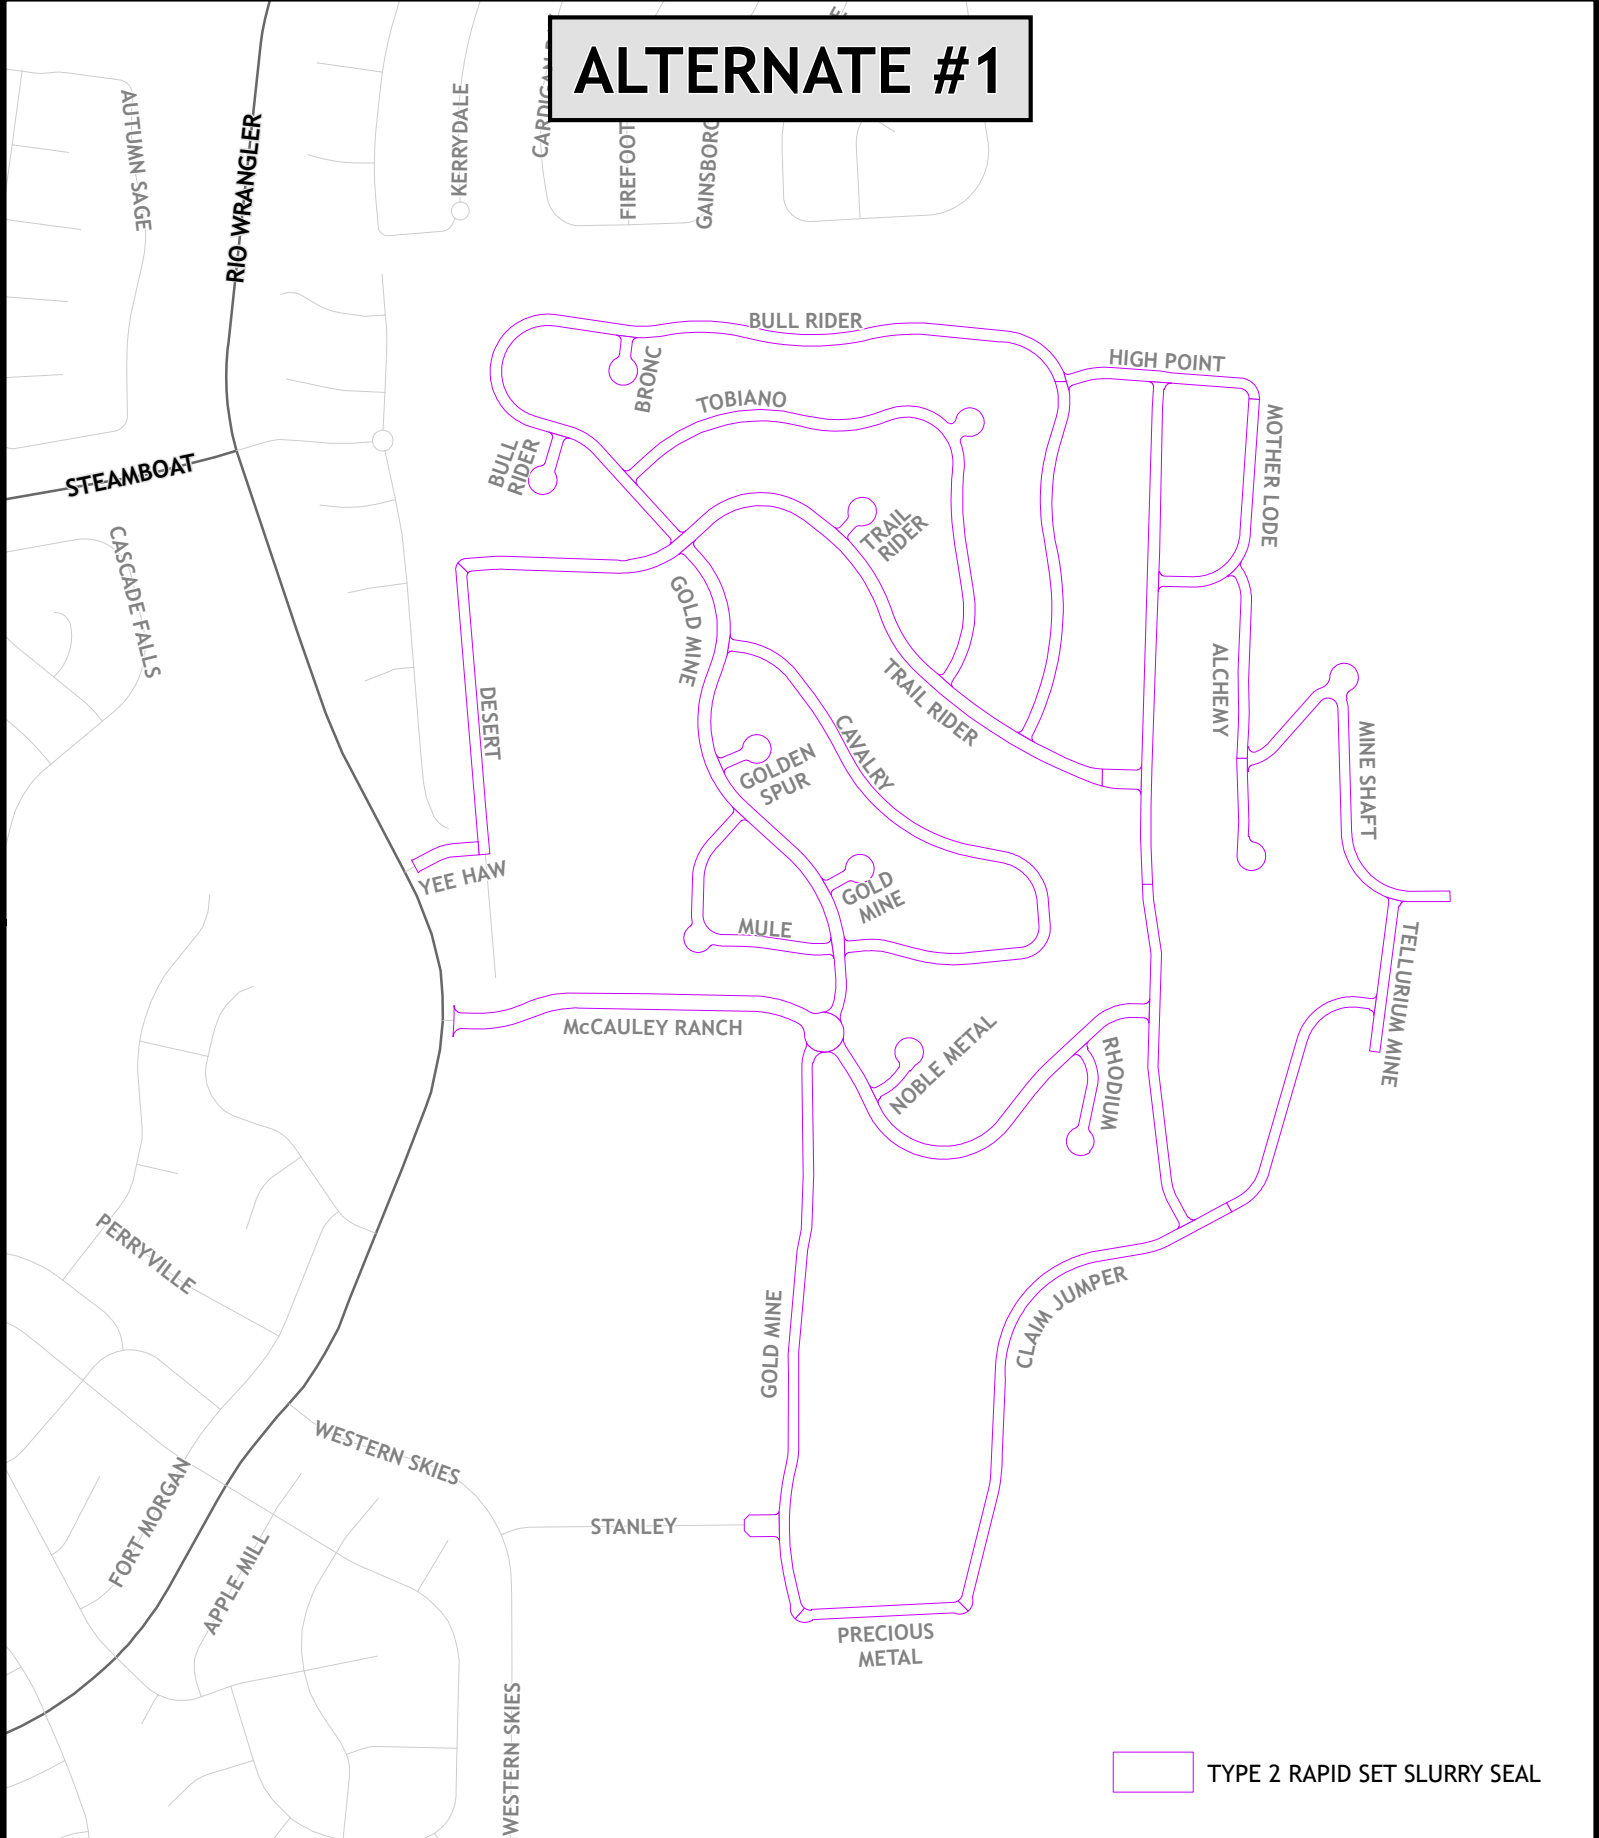 ALTERNATE #1
AUTUMN SAGE
RIO WRANGLER
KERRYDALE
FIREFOOT
STEAMBOAT
CASCADE FALLS
BULL RIDER
BRONC
TOBIANO
HIGH POINT
MOTHER LODE
BULL
RIDER
TRAIL
RIDER
GOLD MINE
DESERT
TRAIL RIDER
ALCHEMY
CAVALRY
GOLDEN
SPUR
MINE SHAFT
YEE HAW
GOLD
MINE
MULE
TELLURIUM MINE
McCAULEY RANCH
NOBLE METAL
RHODIUM
PERRYVILLE
CLAIM JUMPER
GOLD MINE
WESTERN SKIES
FORT MORGAN
APPLE MILL
STANLEY
PRECIOUS
METAL
WESTERN SKIES
TYPE 2 RAPID SET SLURRY SEAL